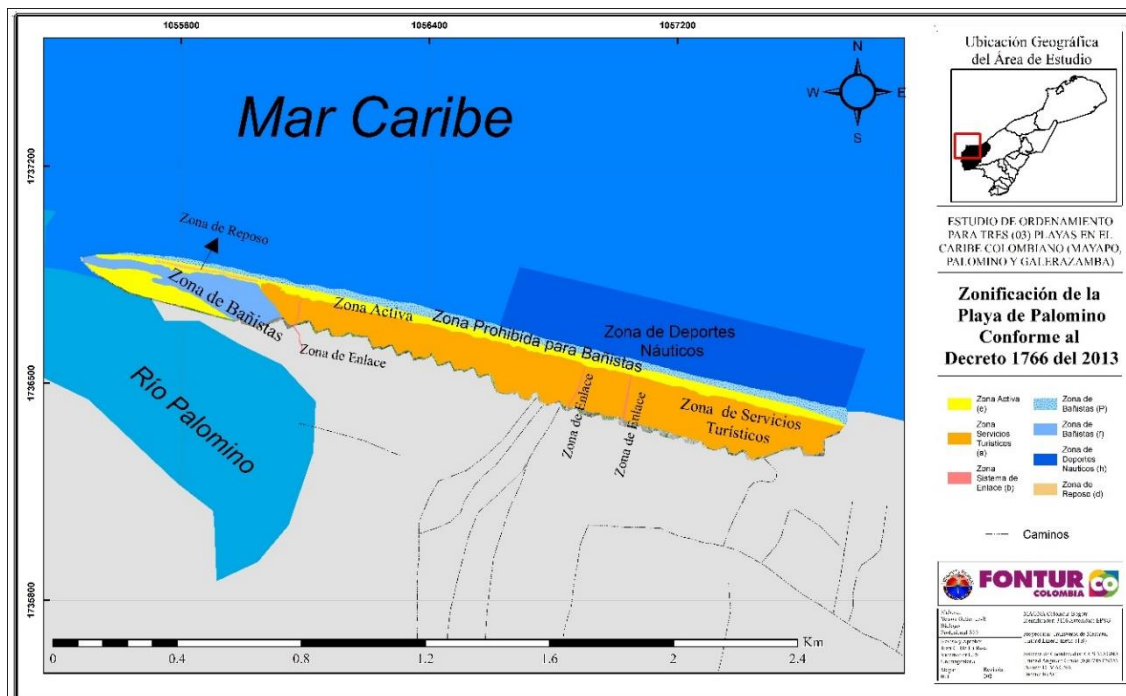 1055800
1056400
1057200
1737200
1736500
1735800
Mar Caribe
N
W
E
S
Zona de Reposo
Zona de Bañistas
Zona Activa
Zona Prohibida para Bañistas
Zona de Deportes
Náuticos
Zona de Enlace
Zona de Enlace
Zona de Enlace
Zona de Servicios
Turísticos
Río Palomino
Km
0
0.4
0.8
1.2
1.6
2
2.4
Ubicación Geográfica
del Área de Estudio
ESTUDIO DE ORDENAMIENTO
PARA TRES (03) PLAYAS EN EL
CARIBE COLOMBIANO (MAYAPO,
PALOMINO Y GALERAZAMBA)
Zonificación de la
Playa de Palomino
Conforme al
Decreto 1766 del 2013
Zona Activa
(c)
Zona
Servicios
Turísticos
(a)
Zona
Sistema de
Enlace (b)
Zona de
Bañistas (P)
Zona de
Bañistas (f)
Zona de
Deportes
Nauticos (h)
Zona de
Reposo (d)
Caminos
FONTUR
COLOMBIA
CO